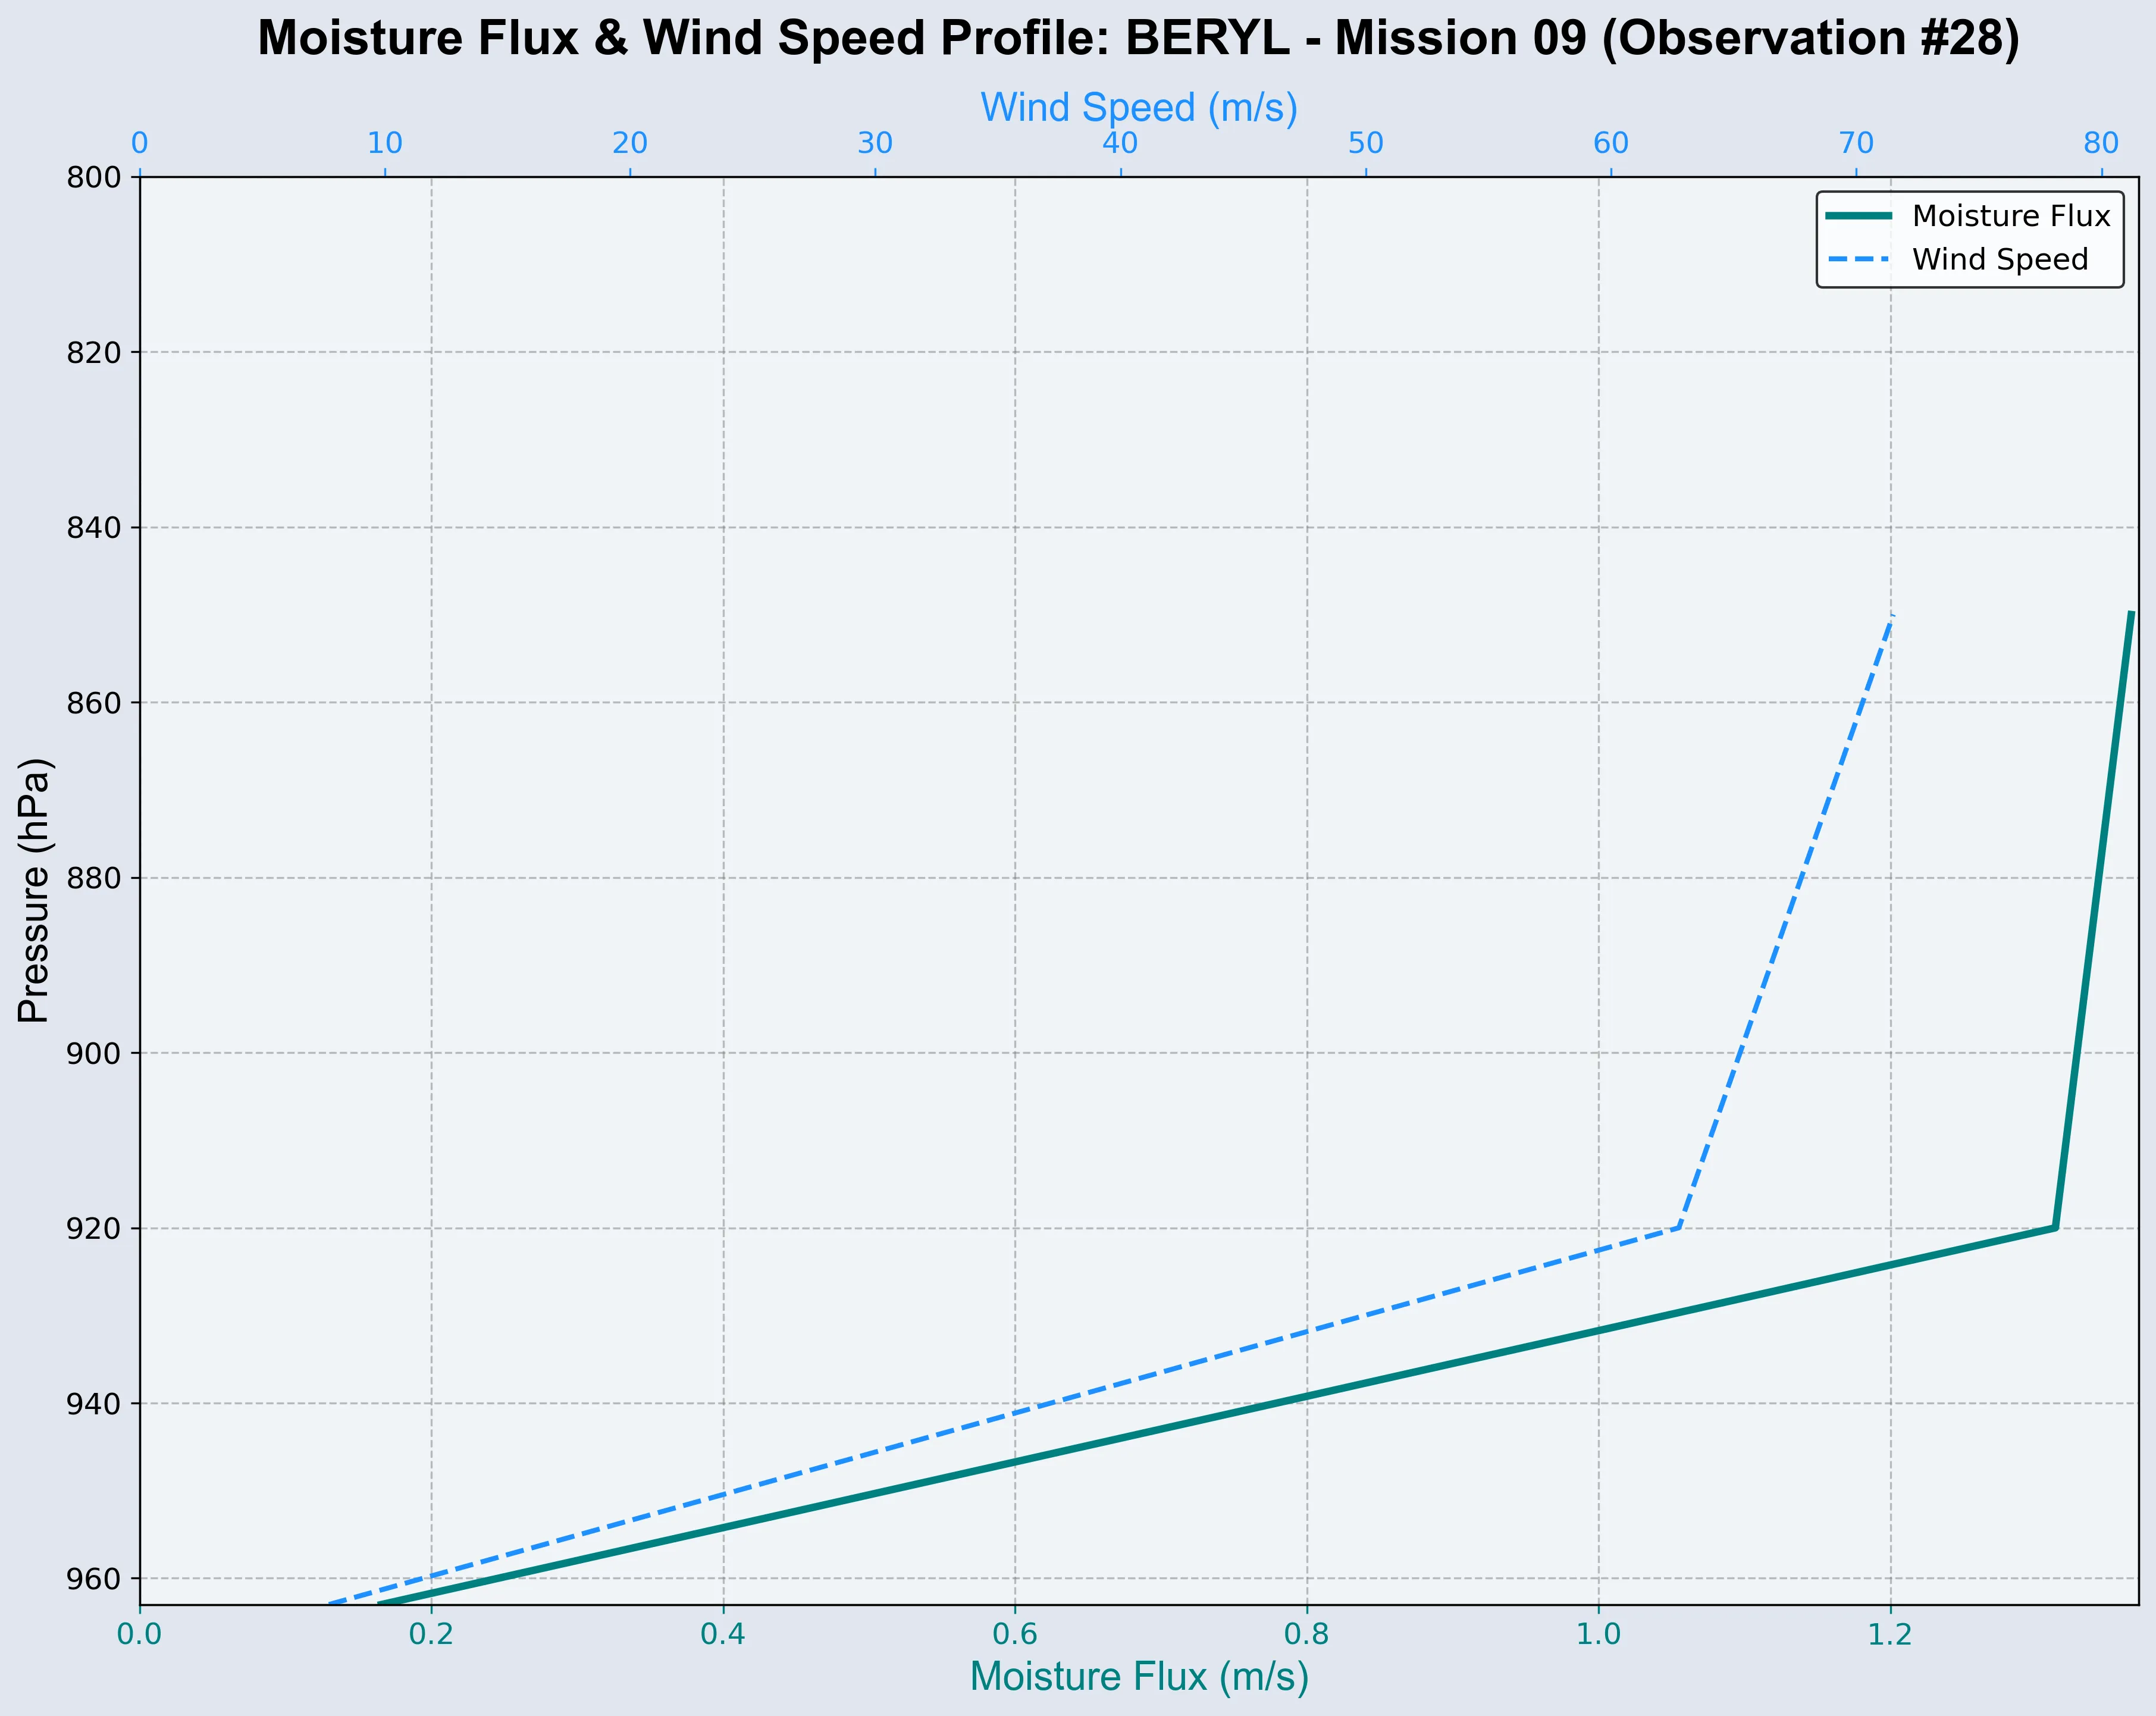 Moisture Flux & Wind Speed Profile: BERYL - Mission 09 (Observation #28)
Wind Speed (m/s)
0 10 20 30 40 50 60 70 80
Moisture Flux
Wind Speed
Pressure (hPa)
800
820
840
860
880
900
920
940
960
0.0 0.2 0.4 0.6 0.8 1.0 1.2
Moisture Flux (m/s)